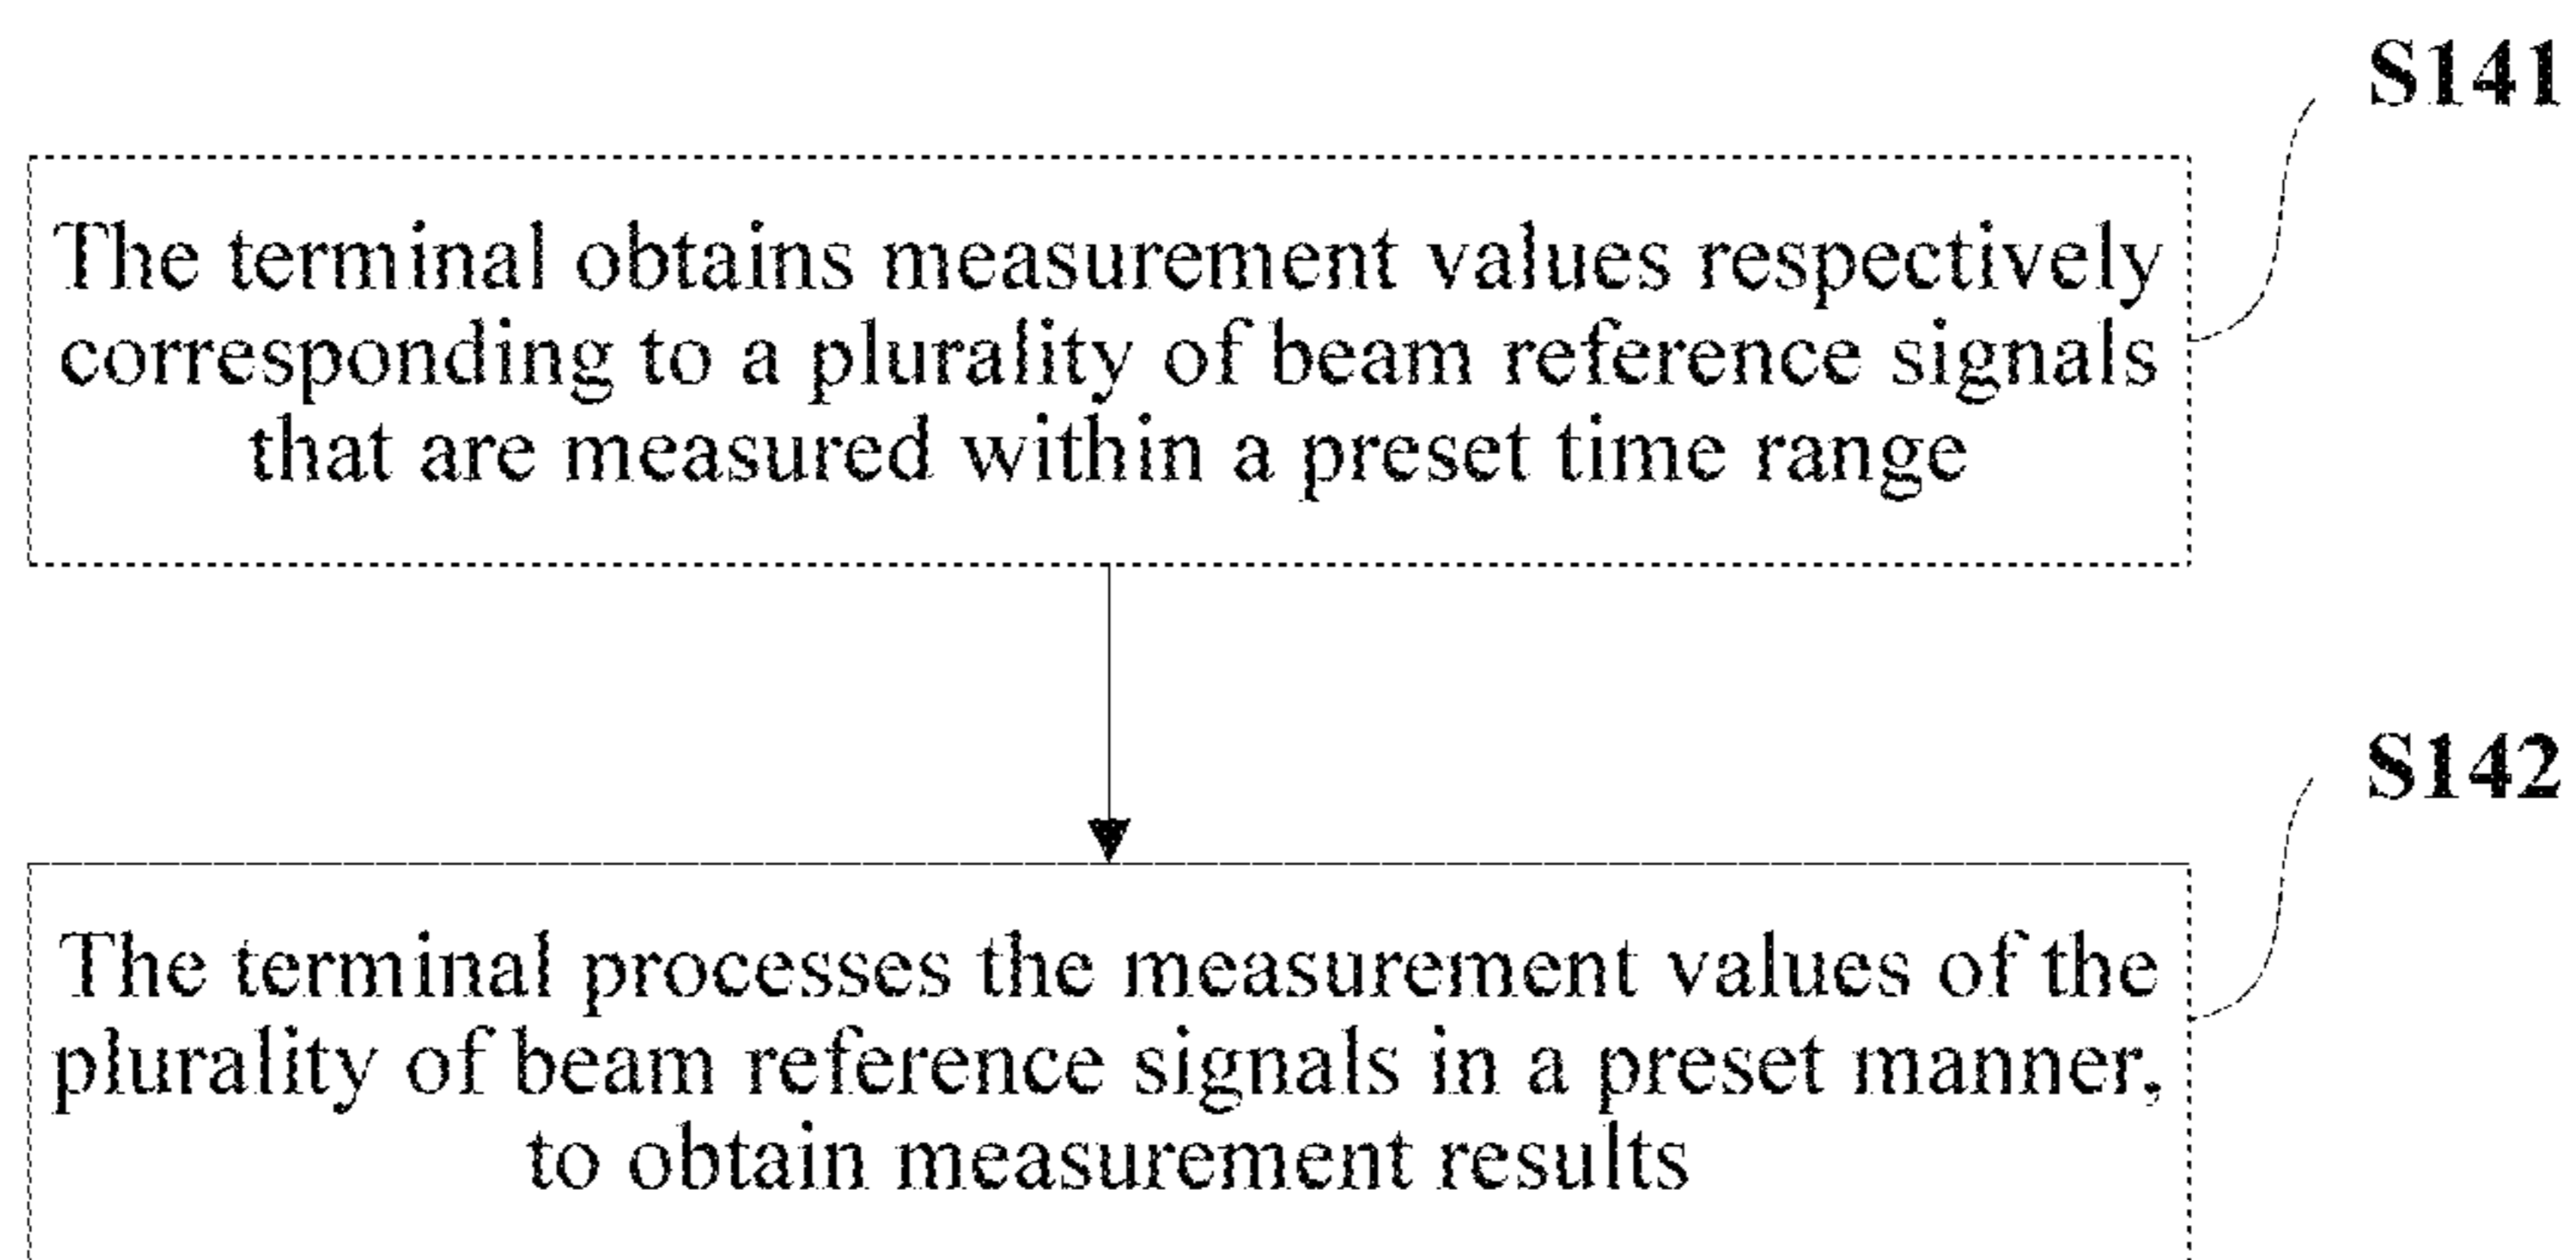 S141
The terminal obtains measurement values respectively
corresponding to a plurality of beam reference signals
that are measured within a preset time range
S142
The terminal processes the measurement values of the
plurality of beam reference signals in a preset manner,
to obtain measurement results